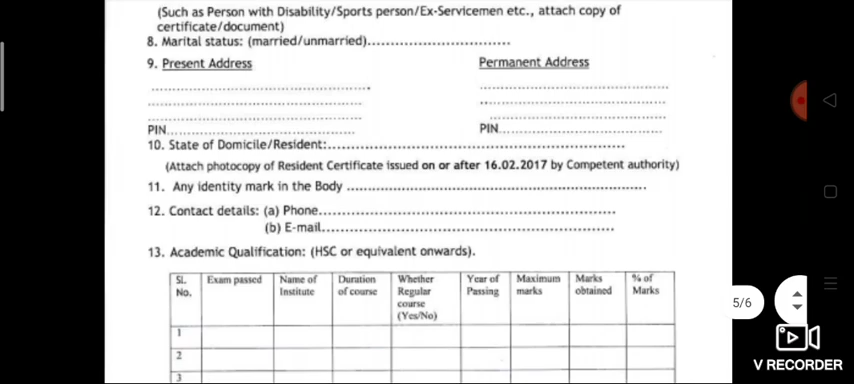 (Such as Person with Disability/Sports person/Ex-Servicemen etc., attach copy of
certificate/document)
8. Marital status: (married/unmarried)....................................
9. Present Address Permanent Address
PIN.................................................... PIN.............................................
10. State of Domicile/Resident:................................................................................
(Attach photocopy of Resident Certificate issued on or after 16.02.2017 by Competent authority)
11. Any identity mark in the Body ................................................................................
12. Contact details: (a) Phone................................................................................
(b) E-mail................................................................................
13. Academic Qualification: (HSC or equivalent onwards).
Sl. No. Exam passed Name of Institute Duration of course Whether Regular course (Yes/No) Year of Passing Maximum marks Marks obtained % of Marks
1
2
3
5/6
V RECORDER